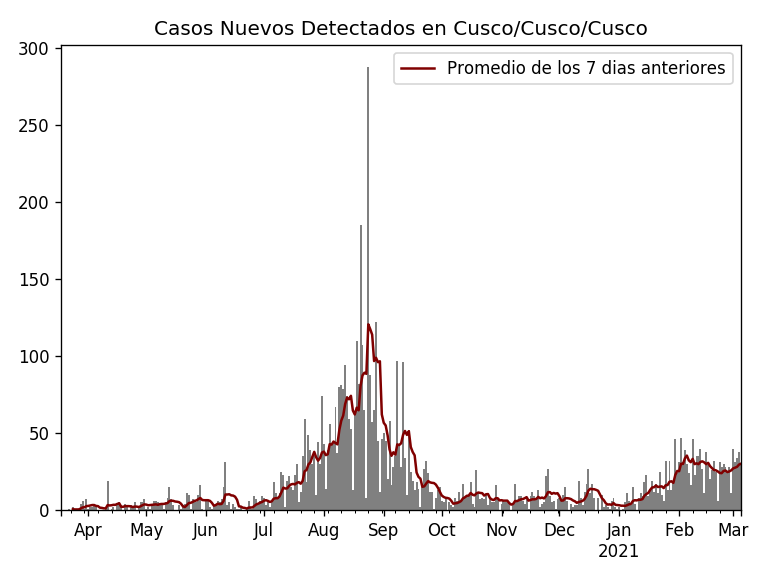 Casos Nuevos Detectados en Cusco/Cusco/Cusco
Promedio de los 7 dias anteriores
300
250
200
150
100
50
0
Apr May Jun Jul Aug Sep Oct Nov Dec Jan Feb Mar
2021